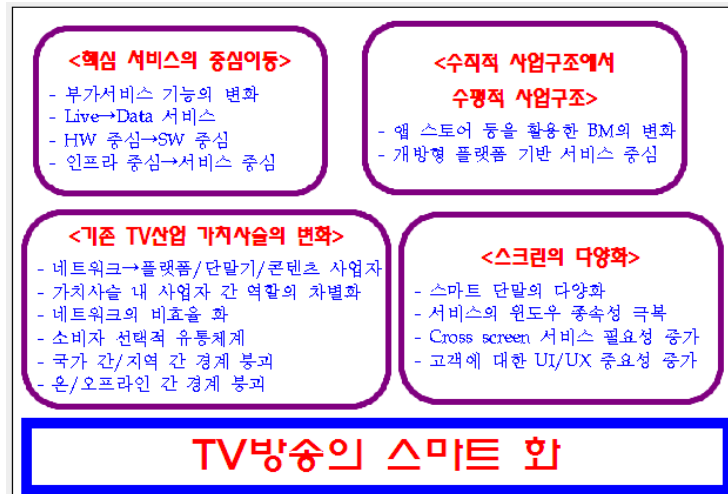 <핵심 서비스의 중심이동>
- 부가서비스 기능의 변화
- Live→Data 서비스
- HW 중심→SW 중심
- 인프라 중심→서비스 중심
<수직적 사업구조에서
수평적 사업구조>
- 앱 스토어 등을 활용한 BM의 변화
- 개방형 플랫폼 기반 서비스 중심
<기존 TV산업 가치사슬의 변화>
- 네트워크→플랫폼/단말기/콘텐츠 사업자
- 가치사슬 내 사업자 간 역할의 차별화
- 네트워크의 비효율 화
- 소비자 선택적 유통체계
- 국가 간/지역 간 경계 붕괴
- 온/오프라인 간 경계 붕괴
<스크린의 다양화>
- 스마트 단말의 다양화
- 서비스의 윈도우 종속성 극복
- Cross screen 서비스 필요성 증가
- 고객에 대한 UI/UX 중요성 증가
TV방송의 스마트 화